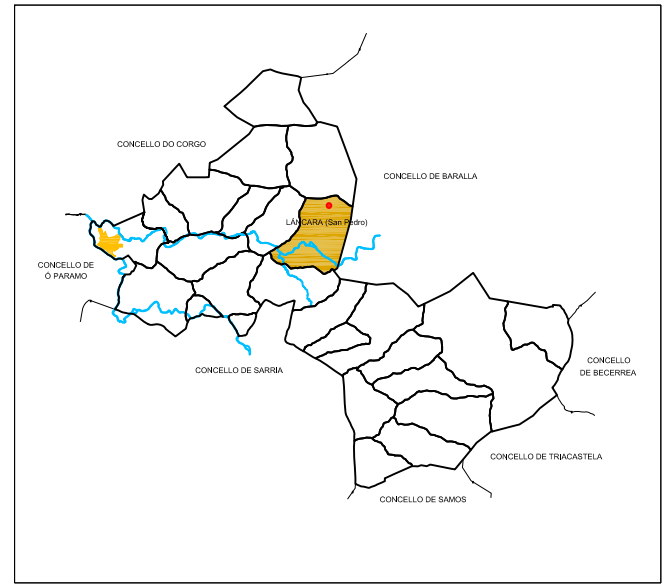 CONCELLO DO CORGO
CONCELLO DE BARALLA
LÁNCARA (San Pedro)
CONCELLO DE
Ó PARAMO
CONCELLO DE SARRIA
CONCELLO
DE BECERREA
CONCELLO DE TRIACASTELA
CONCELLO DE SAMOS